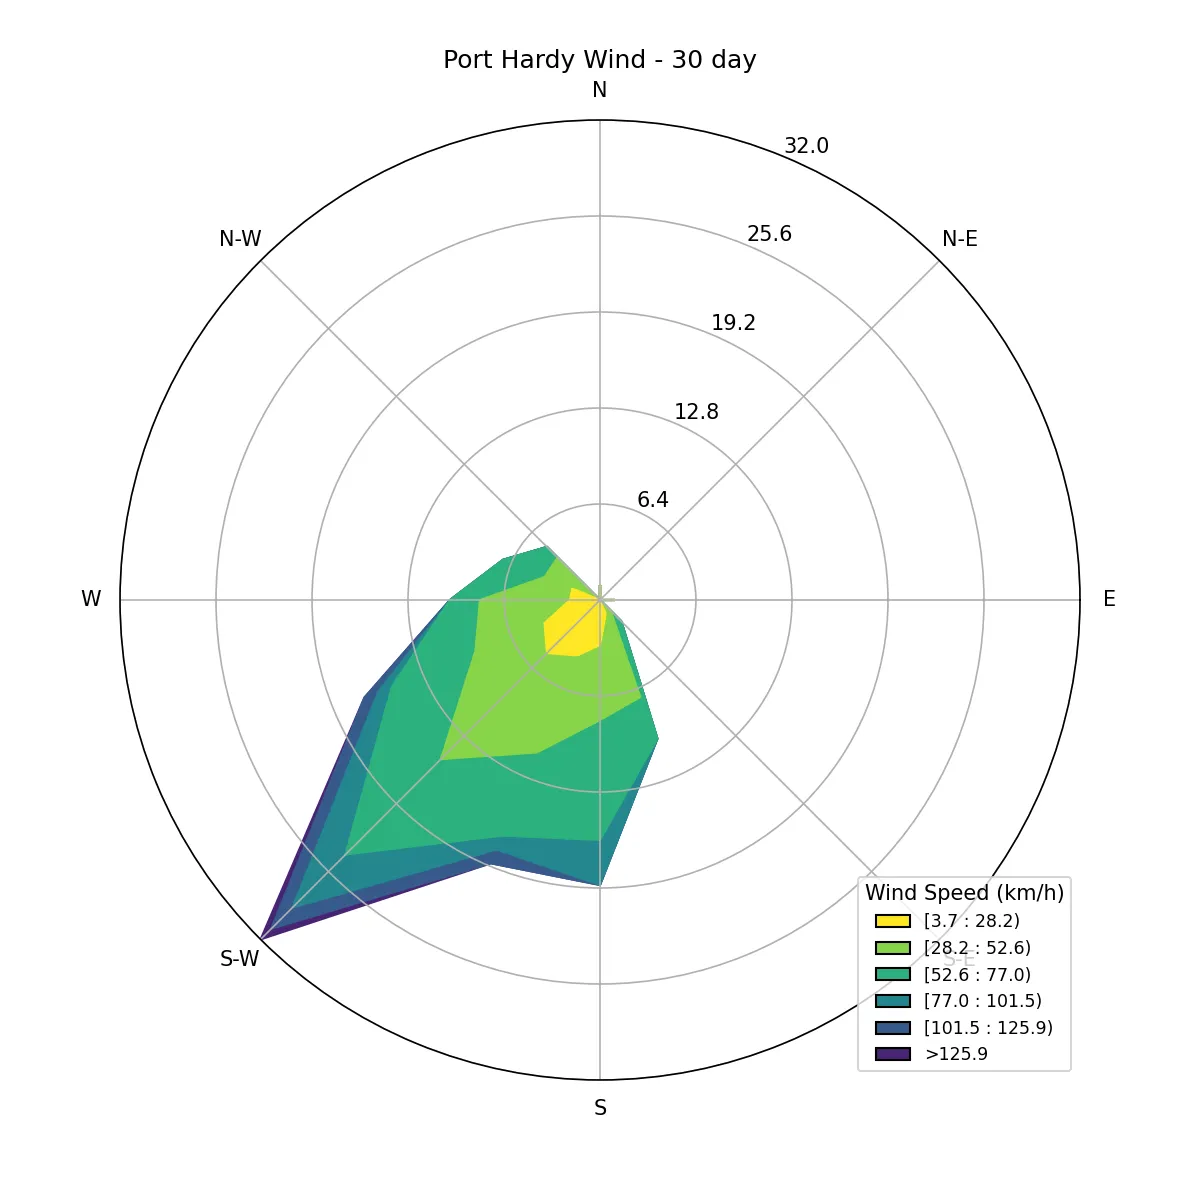 Port Hardy Wind - 30 day
N
32.0
N-W
25.6
N-E
19.2
12.8
6.4
W
E
Wind Speed (km/h)
[3.7 : 28.2)
[28.2 : 52.6)
S-W
S-E
[52.6 : 77.0)
[77.0 : 101.5)
[101.5 : 125.9)
>125.9
S